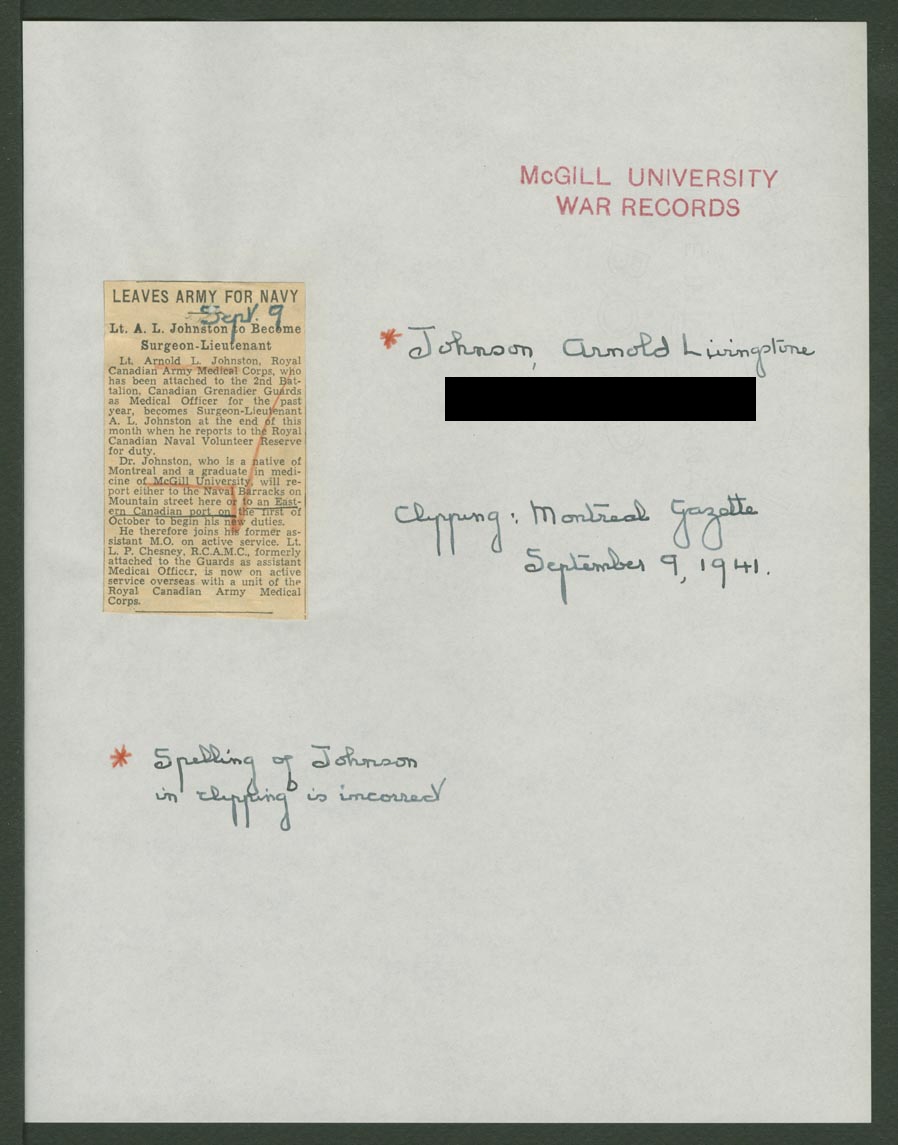 McGILL UNIVERSITY
WAR RECORDS
LEAVES ARMY FOR NAVY
Sept. 9
Lt. A. L. Johnston to Become
Surgeon-Lieutenant
Lt. Arnold L. Johnston, Royal
Canadian Army Medical Corps, who
has been attached to the 2nd Bat-
talion, Canadian Grenadier Guards
as Medical Officer for the past
year, becomes Surgeon-Lieutenant
A. L. Johnston at the end of this
month when he reports to the Royal
Canadian Naval Volunteer Reserve
for duty.
Dr. Johnston, who is a native of
Montreal and a graduate in medi-
cine of McGill University, will re-
port either to the Naval Barracks on
Mountain street here or to an East-
ern Canadian port on the first of
October to begin his new duties.
He therefore joins his former as-
sistant M.O. on active service. Lt.
L. P. Chesney, R.C.A.M.C., formerly
attached to the Guards as assistant
Medical Officer, is now on active
service overseas with a unit of the
Royal Canadian Army Medical
Corps.
* Johnson, Arnold Livingstone
Clipping: Montreal Gazette
September 9, 1941.
* Spelling of Johnson
in clipping is incorrect